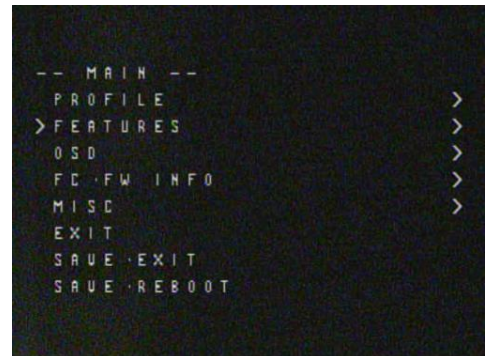 -- MAIN --
PROFILE >
>FEATURES >
OSD >
FC·FW INFO >
MISC >
EXIT
SAVE·EXIT
SAVE·REBOOT